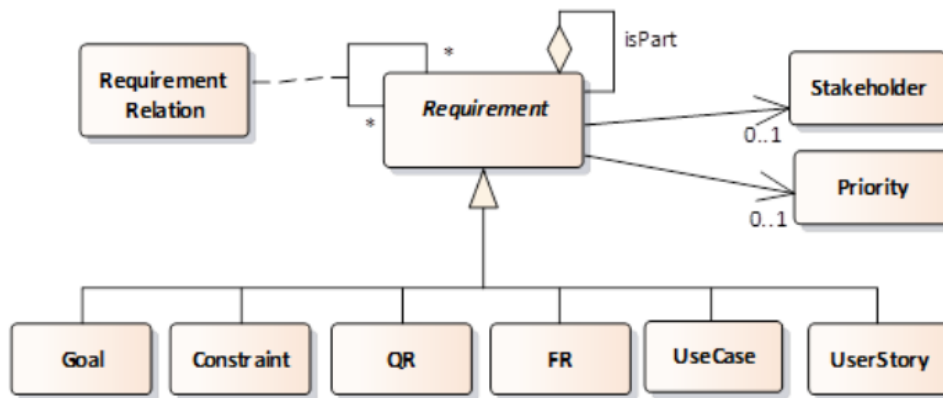 isPart
*
Requirement
Relation
Requirement
*
Stakeholder
0..1
Priority
0..1
Goal
Constraint
QR
FR
UseCase
UserStory